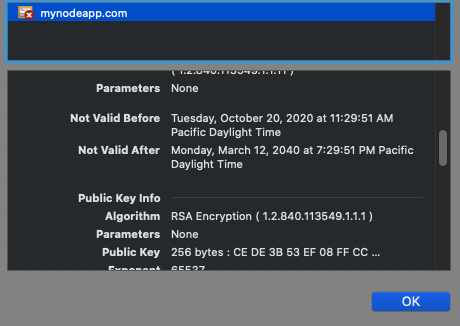 mynodeapp.com
( 1.2.840.113549.1.1.11 )
Parameters None
Not Valid Before Tuesday, October 20, 2020 at 11:29:51 AM
Pacific Daylight Time
Not Valid After Monday, March 12, 2040 at 7:29:51 PM Pacific
Daylight Time
Public Key Info
Algorithm RSA Encryption ( 1.2.840.113549.1.1.1 )
Parameters None
Public Key 256 bytes : CE DE 3B 53 EF 08 FF CC ...
Exponent 65537
OK